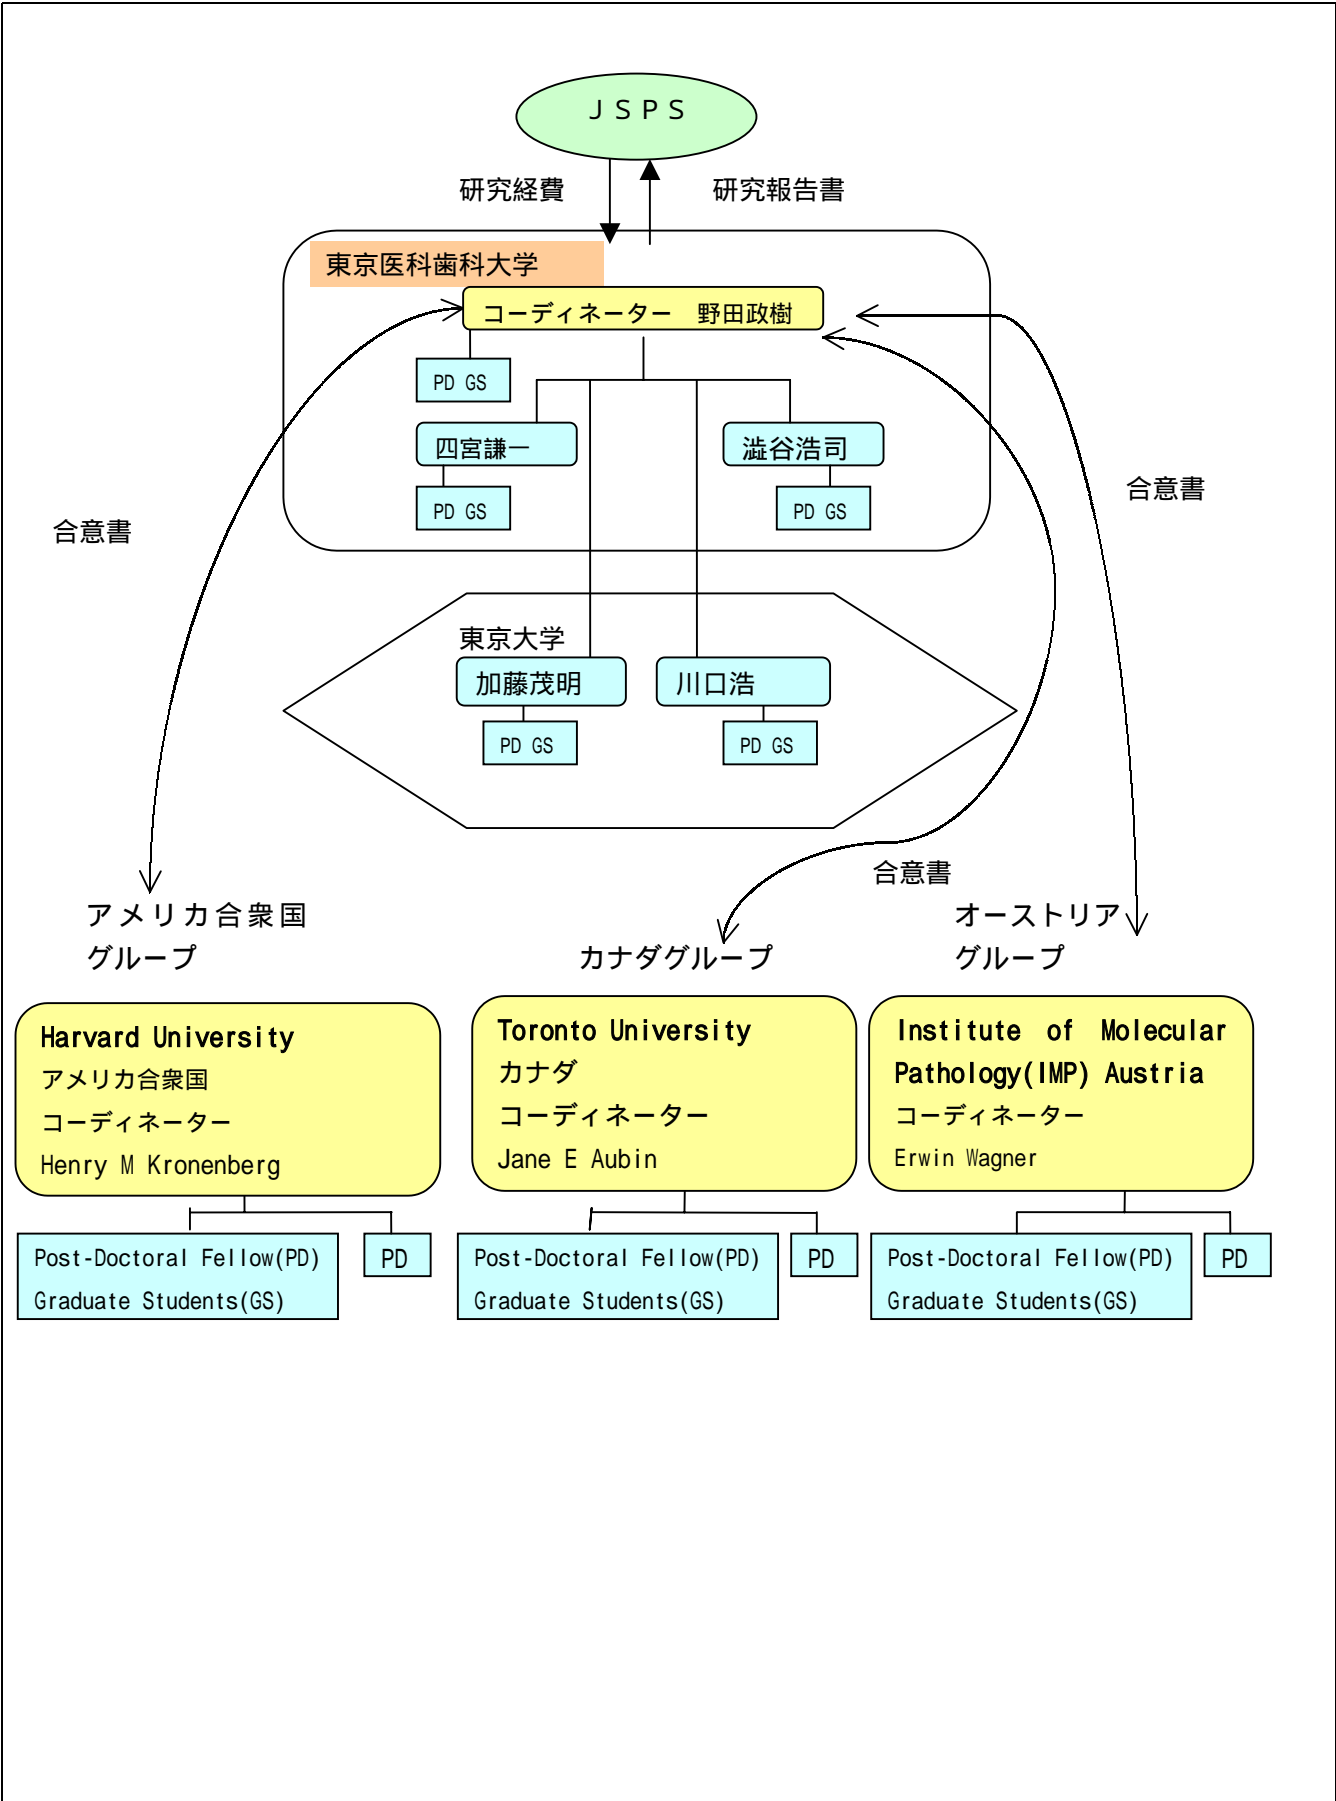 ＪＳＰＳ
研究経費
研究報告書
東京医科歯科大学
コーディネーター　野田政樹
PD GS
四宮謙一
澁谷浩司
PD GS
PD GS
合意書
合意書
東京大学
加藤茂明
川口浩
PD GS
PD GS
合意書
アメリカ合衆国
グループ
カナダグループ
オーストリア
グループ
Harvard University
アメリカ合衆国
コーディネーター
Henry M Kronenberg
Toronto University
カナダ
コーディネーター
Jane E Aubin
Institute of Molecular
Pathology(IMP) Austria
コーディネーター
Erwin Wagner
Post-Doctoral Fellow(PD)
Graduate Students(GS)
PD
Post-Doctoral Fellow(PD)
Graduate Students(GS)
PD
Post-Doctoral Fellow(PD)
Graduate Students(GS)
PD